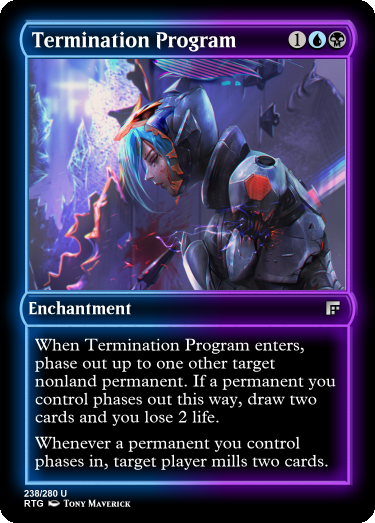 Termination Program 1
Enchantment
When Termination Program enters,
phase out up to one other target
nonland permanent. If a permanent you
control phases out this way, draw two
cards and you lose 2 life.
Whenever a permanent you control
phases in, target player mills two cards.
238/280 U
RTG Tony Maverick